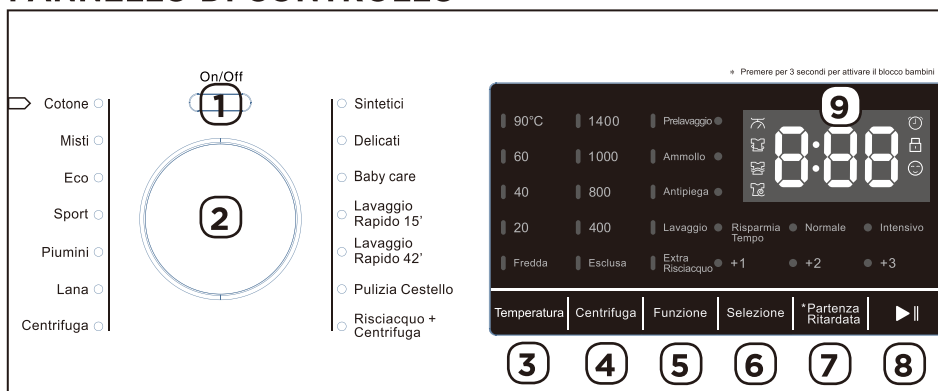 PANNELLO DI CONTROLLO
* Premere per 3 secondi per attivare il blocco bambini
On/Off
1
Cotone
Misti
Eco
Sport
Piumini
Lana
Centrifuga
2
Sintetici
Delicati
Baby care
Lavaggio
Rapido 15'
Lavaggio
Rapido 42'
Pulizia Cestello
Risciacquo +
Centrifuga
9
90°C 1400 Prelavaggio
60 1000 Ammollo
40 800 Antipiega
20 400 Lavaggio Risparmia
Tempo Normale Intensivo
Fredda Esclusa Extra
Risciacquo +1 +2 +3
8:88
Temperatura Centrifuga Funzione Selezione *Partenza
Ritardata
3 4 5 6 7 8